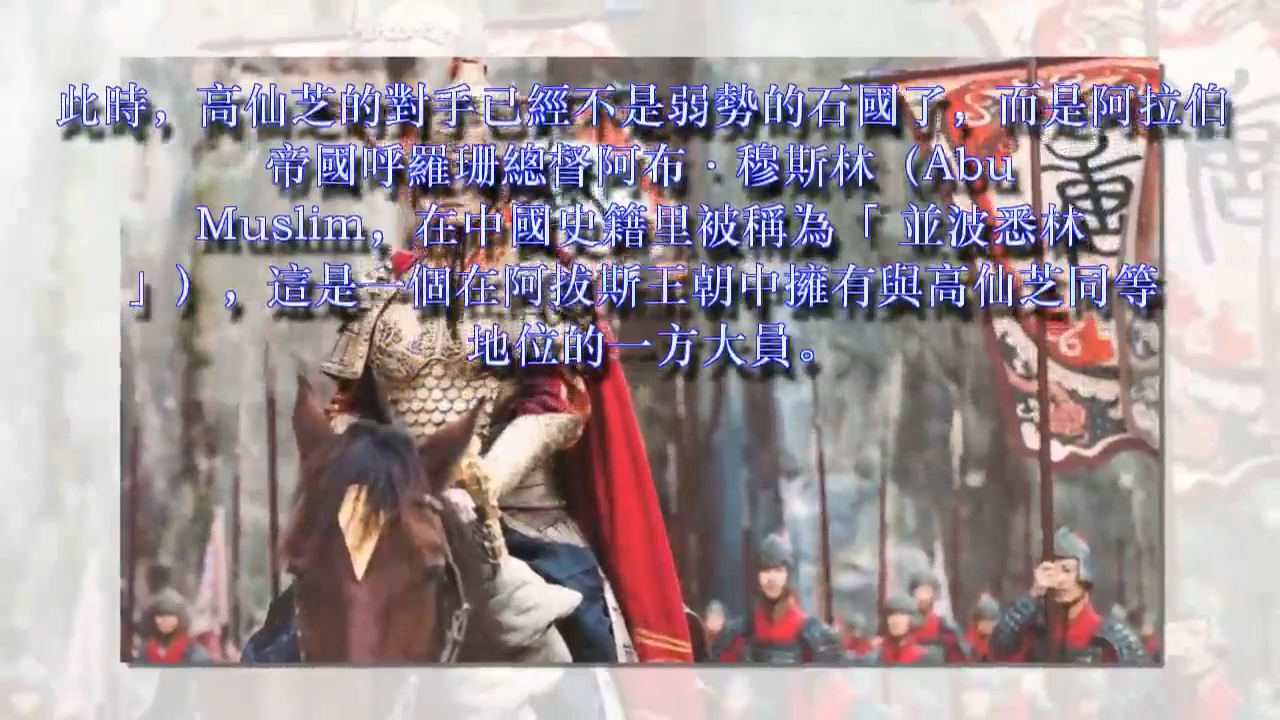 此時，高仙芝的對手已經不是弱勢的石國了，而是阿拉伯
帝國呼羅珊總督阿布·穆斯林（Abu
Muslim，在中國史籍里被稱為「 並波悉林
」），這是一個在阿拔斯王朝中擁有與高仙芝同等
地位的一方大員。